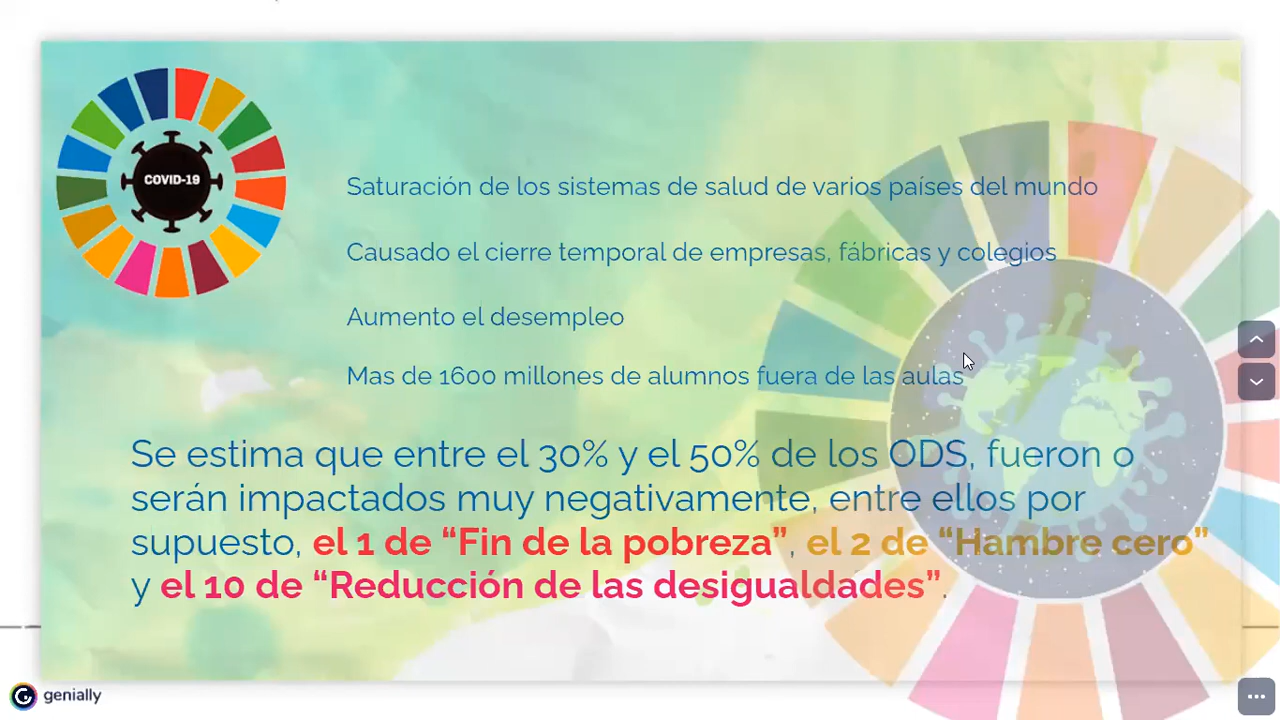 COVID-19
Saturación de los sistemas de salud de varios países del mundo
Causado el cierre temporal de empresas, fábricas y colegios
Aumento el desempleo
Mas de 1600 millones de alumnos fuera de las aulas
Se estima que entre el 30% y el 50% de los ODS, fueron o
serán impactados muy negativamente, entre ellos por
supuesto, el 1 de “Fin de la pobreza”, el 2 de “Hambre cero”
y el 10 de “Reducción de las desigualdades”.
genially